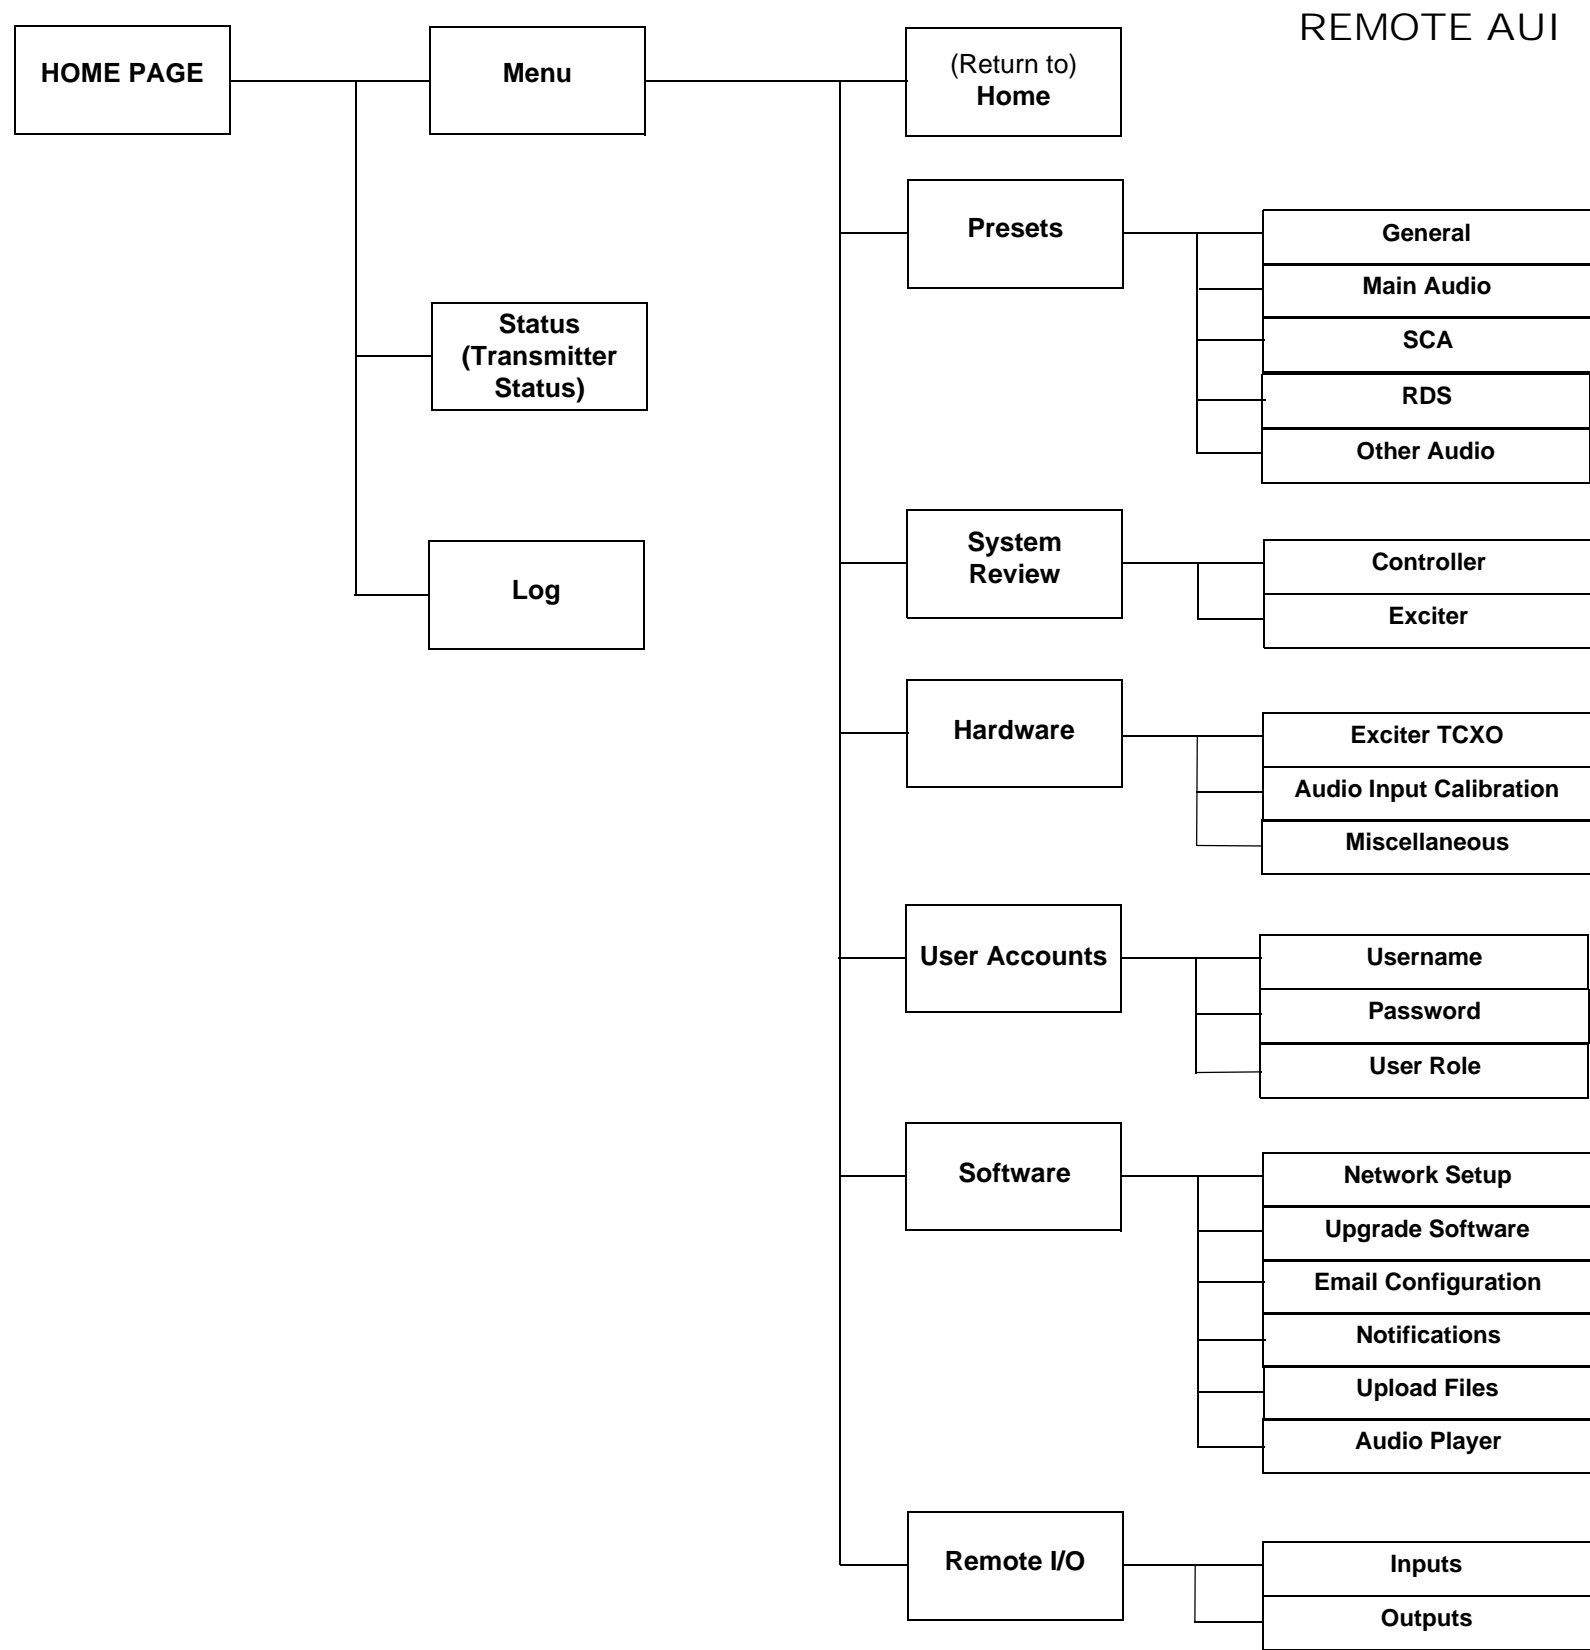 REMOTE AUI
HOME PAGE
Menu
(Return to)
Home
Presets
General
Main Audio
SCA
RDS
Other Audio
Status
(Transmitter
Status)
System
Review
Controller
Exciter
Log
Hardware
Exciter TCXO
Audio Input Calibration
Miscellaneous
User Accounts
Username
Password
User Role
Software
Network Setup
Upgrade Software
Email Configuration
Notifications
Upload Files
Audio Player
Remote I/O
Inputs
Outputs